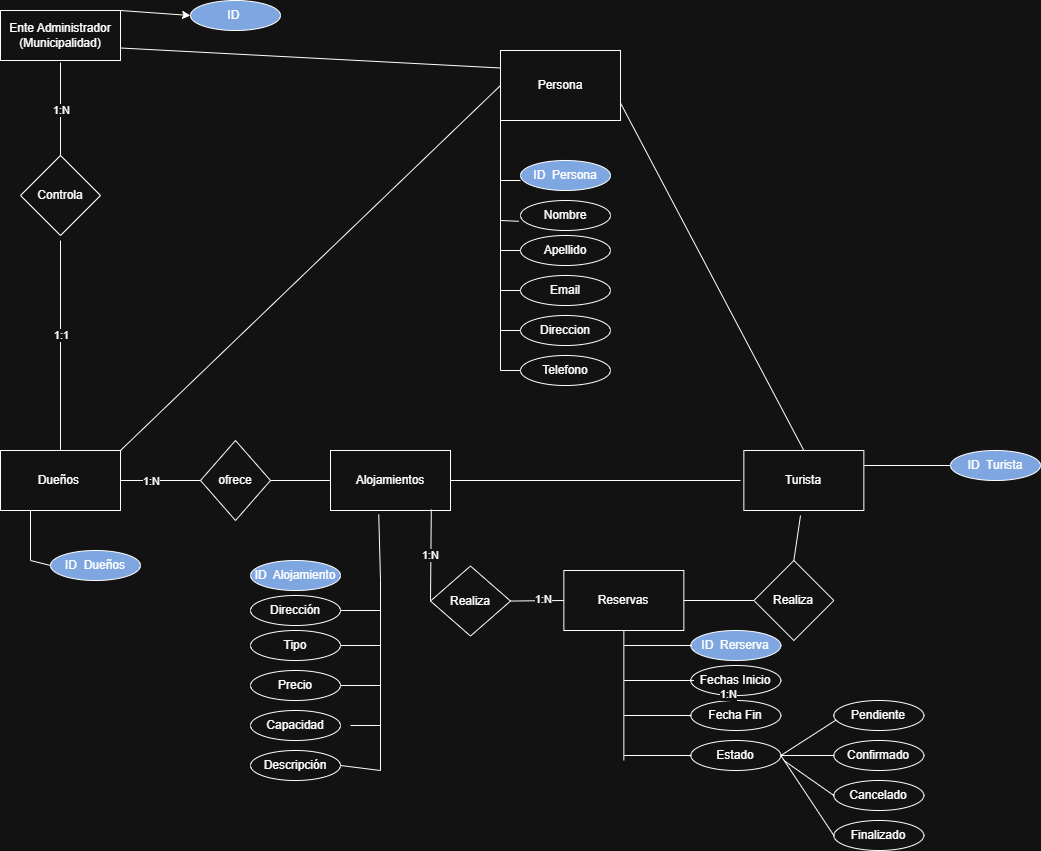 ID
Ente Administrador
(Municipalidad)
Persona
1:N
ID Persona
Controla
Nombre
Apellido
Email
Direccion
1:1
Telefono
ID Turista
Dueños
1:N
ofrece
Alojamientos
Turista
1:N
ID Dueños
ID Alojamiento
Realiza
1:N
Reservas
Realiza
Dirección
Tipo
ID Rerserva
Precio
Fechas Inicio
1:N
Capacidad
Fecha Fin
Pendiente
Descripción
Estado
Confirmado
Cancelado
Finalizado